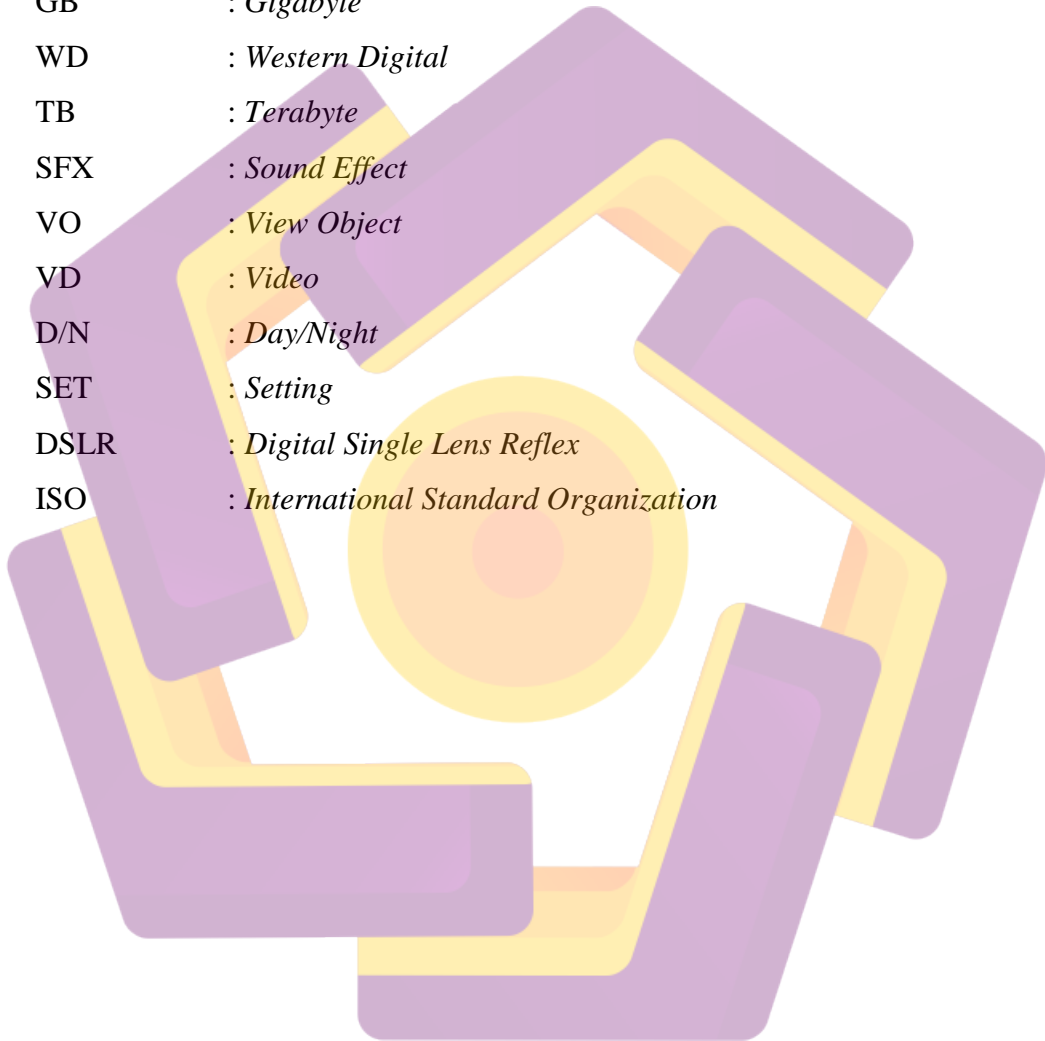 GB : Gigabyte
WD : Western Digital
TB : Terabyte
SFX : Sound Effect
VO : View Object
VD : Video
D/N : Day/Night
SET : Setting
DSLR : Digital Single Lens Reflex
ISO : International Standard Organization